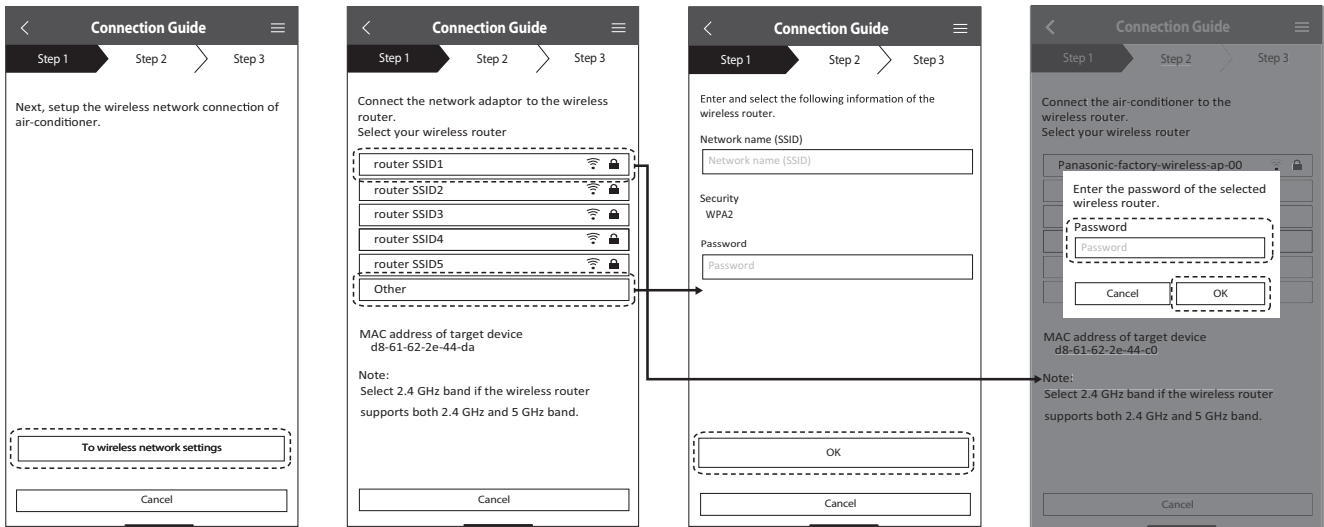 Connection Guide
Step 1
Step 2
Step 3
Next, setup the wireless network connection of
air-conditioner.
To wireless network settings
Cancel
Connection Guide
Step 1
Step 2
Step 3
Connect the network adaptor to the wireless
router.
Select your wireless router
router SSID1
router SSID2
router SSID3
router SSID4
router SSID5
Other
MAC address of target device
d8-61-62-2e-44-da
Note:
Select 2.4 GHz band if the wireless router
supports both 2.4 GHz and 5 GHz band.
Cancel
Connection Guide
Step 1
Step 2
Step 3
Enter and select the following information of the
wireless router.
Network name (SSID)
Network name (SSID)
Security
WPA2
Password
Password
OK
Cancel
Connection Guide
Step 1
Step 2
Step 3
Connect the air-conditioner to the
wireless router.
Select your wireless router
Panasonic-factory-wireless-ap-00
Enter the password of the selected
wireless router.
Password
Password
Cancel
OK
MAC address of target device
d8-61-62-2e-44-c0
Note:
Select 2.4 GHz band if the wireless router
supports both 2.4 GHz and 5 GHz band.
Cancel